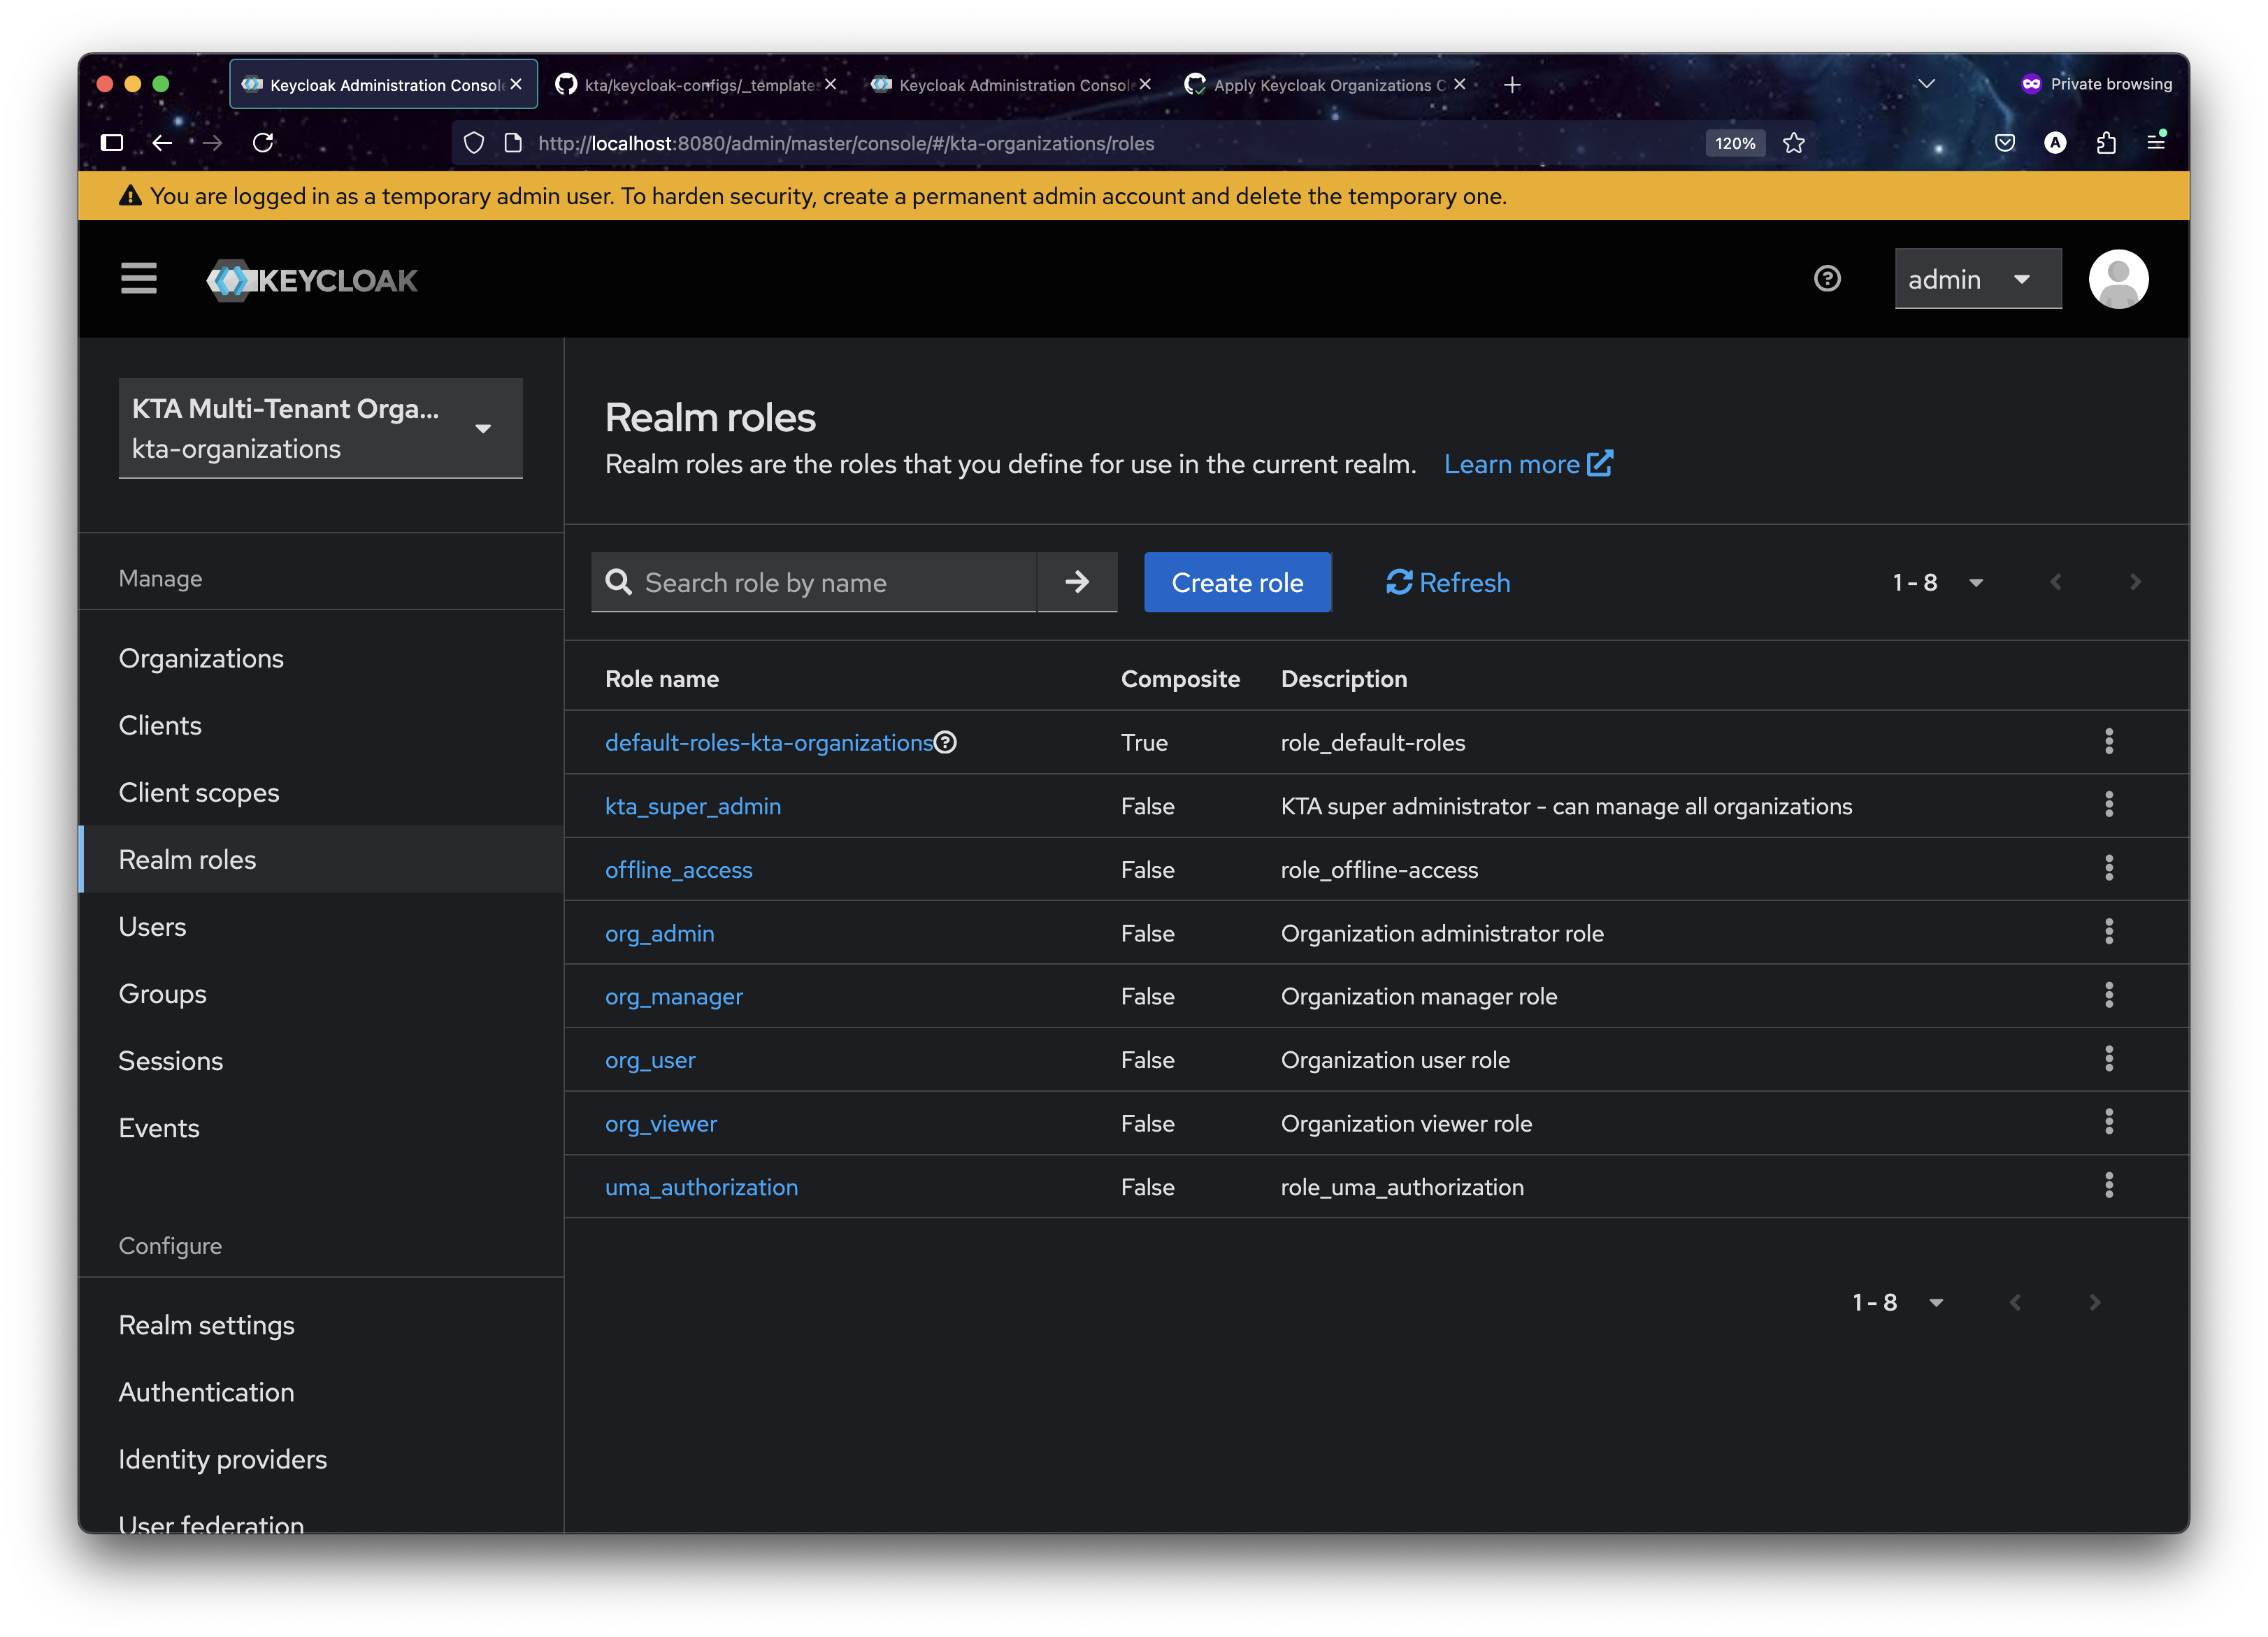 Keycloak Administration Consol
kta/keycloak-configs/_template
Keycloak Administration Consol
Apply Keycloak Organizations C
Private browsing
http://localhost:8080/admin/master/console/#/kta-organizations/roles
120%
A
You are logged in as a temporary admin user. To harden security, create a permanent admin account and delete the temporary one.
KEYCLOAK
admin
KTA Multi-Tenant Orga...
kta-organizations
Manage
Organizations
Clients
Client scopes
Realm roles
Users
Groups
Sessions
Events
Configure
Realm settings
Authentication
Identity providers
User federation
Realm roles
Realm roles are the roles that you define for use in the current realm. Learn more
Search role by name
Create role
Refresh
1 - 8
Role name Composite Description
default-roles-kta-organizations True role_default-roles
kta_super_admin False KTA super administrator - can manage all organizations
offline_access False role_offline-access
org_admin False Organization administrator role
org_manager False Organization manager role
org_user False Organization user role
org_viewer False Organization viewer role
uma_authorization False role_uma_authorization
1 - 8